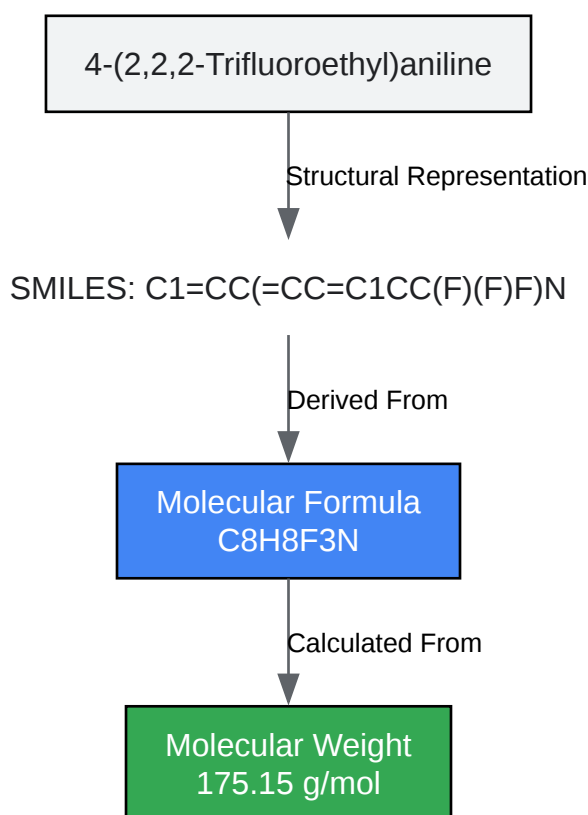 4-(2,2,2-Trifluoroethyl)aniline
Structural Representation
SMILES: C1=CC(=CC=C1CC(F)(F)F)N
Derived From
Molecular Formula
C8H8F3N
Calculated From
Molecular Weight
175.15 g/mol